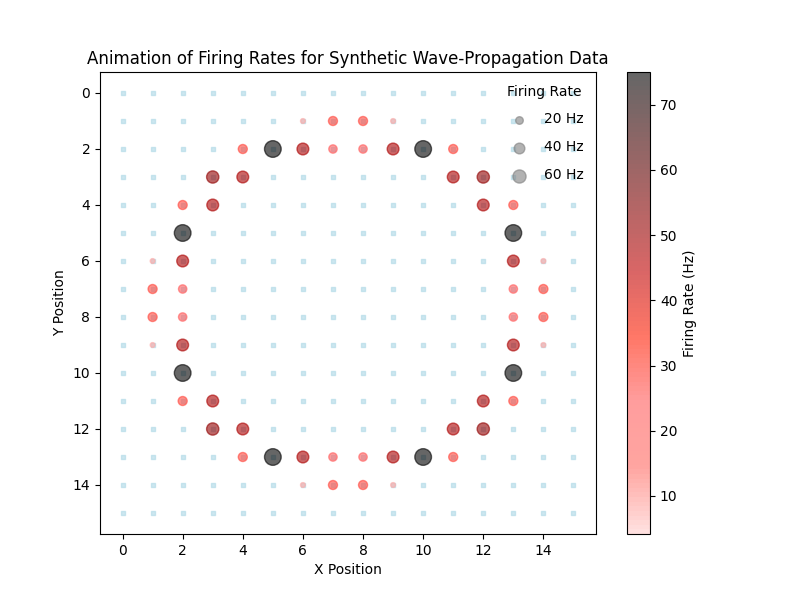 Animation of Firing Rates for Synthetic Wave-Propagation Data
Firing Rate
20 Hz
40 Hz
60 Hz
0
2
4
6
8
10
12
14
Y Position
0 2 4 6 8 10 12 14
X Position
70
60
50
40
30
20
10
Firing Rate (Hz)